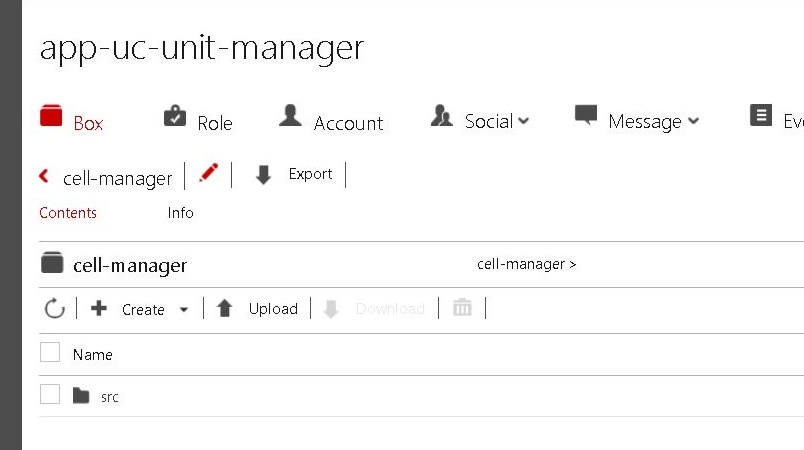 app-uc-unit-manager
Box Role Account Social Message
cell-manager Export
Contents Info
cell-manager cell-manager >
Create Upload Download
Name
src